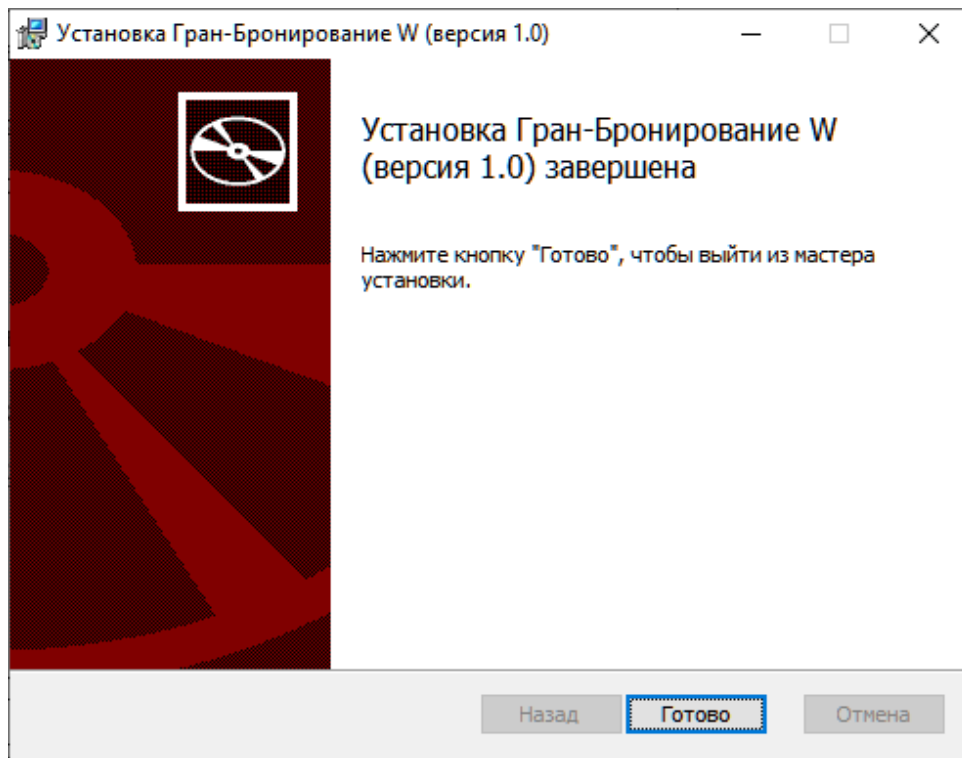 Установка Гран-Бронирование W (версия 1.0)
Установка Гран-Бронирование W
(версия 1.0) завершена
Нажмите кнопку "Готово", чтобы выйти из мастера
установки.
Назад Готово Отмена